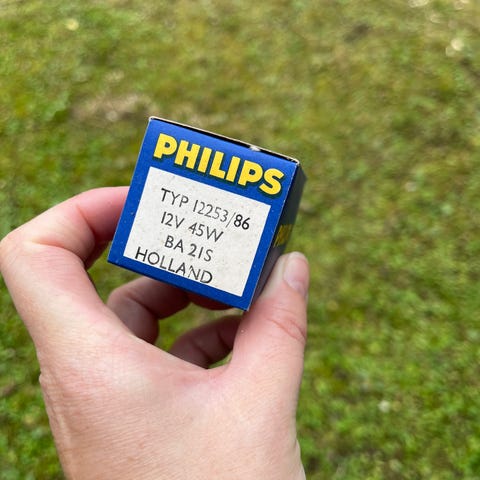 PHILIPS
TYP 12253/86
12V 45W
BA 21S
HOLLAND